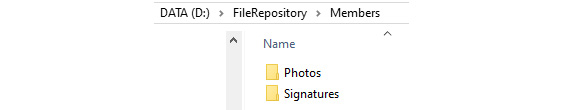 DATA (D:) > FileRepository > Members
Name
Photos
Signatures